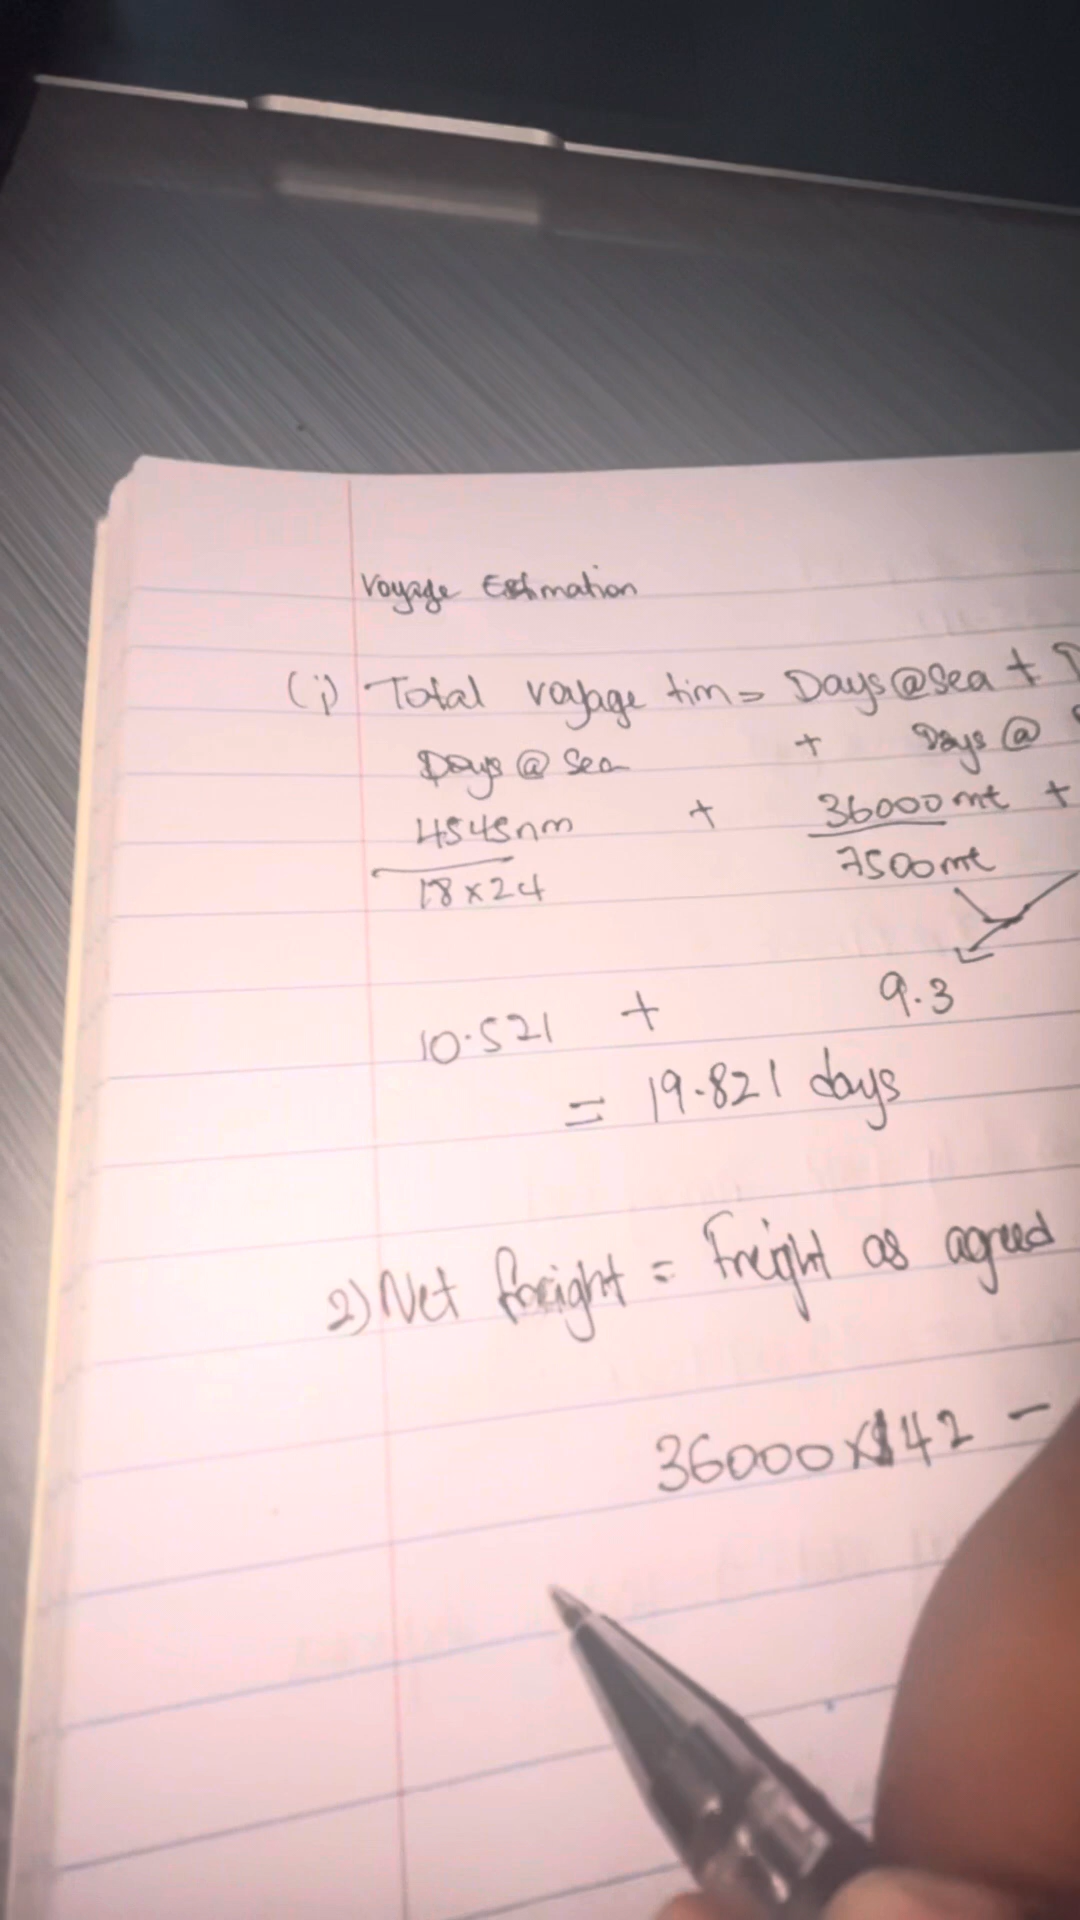 Voyage Estimation
(i) Total voyage tim = Days@Sea +
Days @ Sea + Days @
4545nm + 36000mt +
18 x 24 7500mt
10.521 + 9.3
= 19.821 days
2) Net freight = Freight as agreed
36000 x $42 -